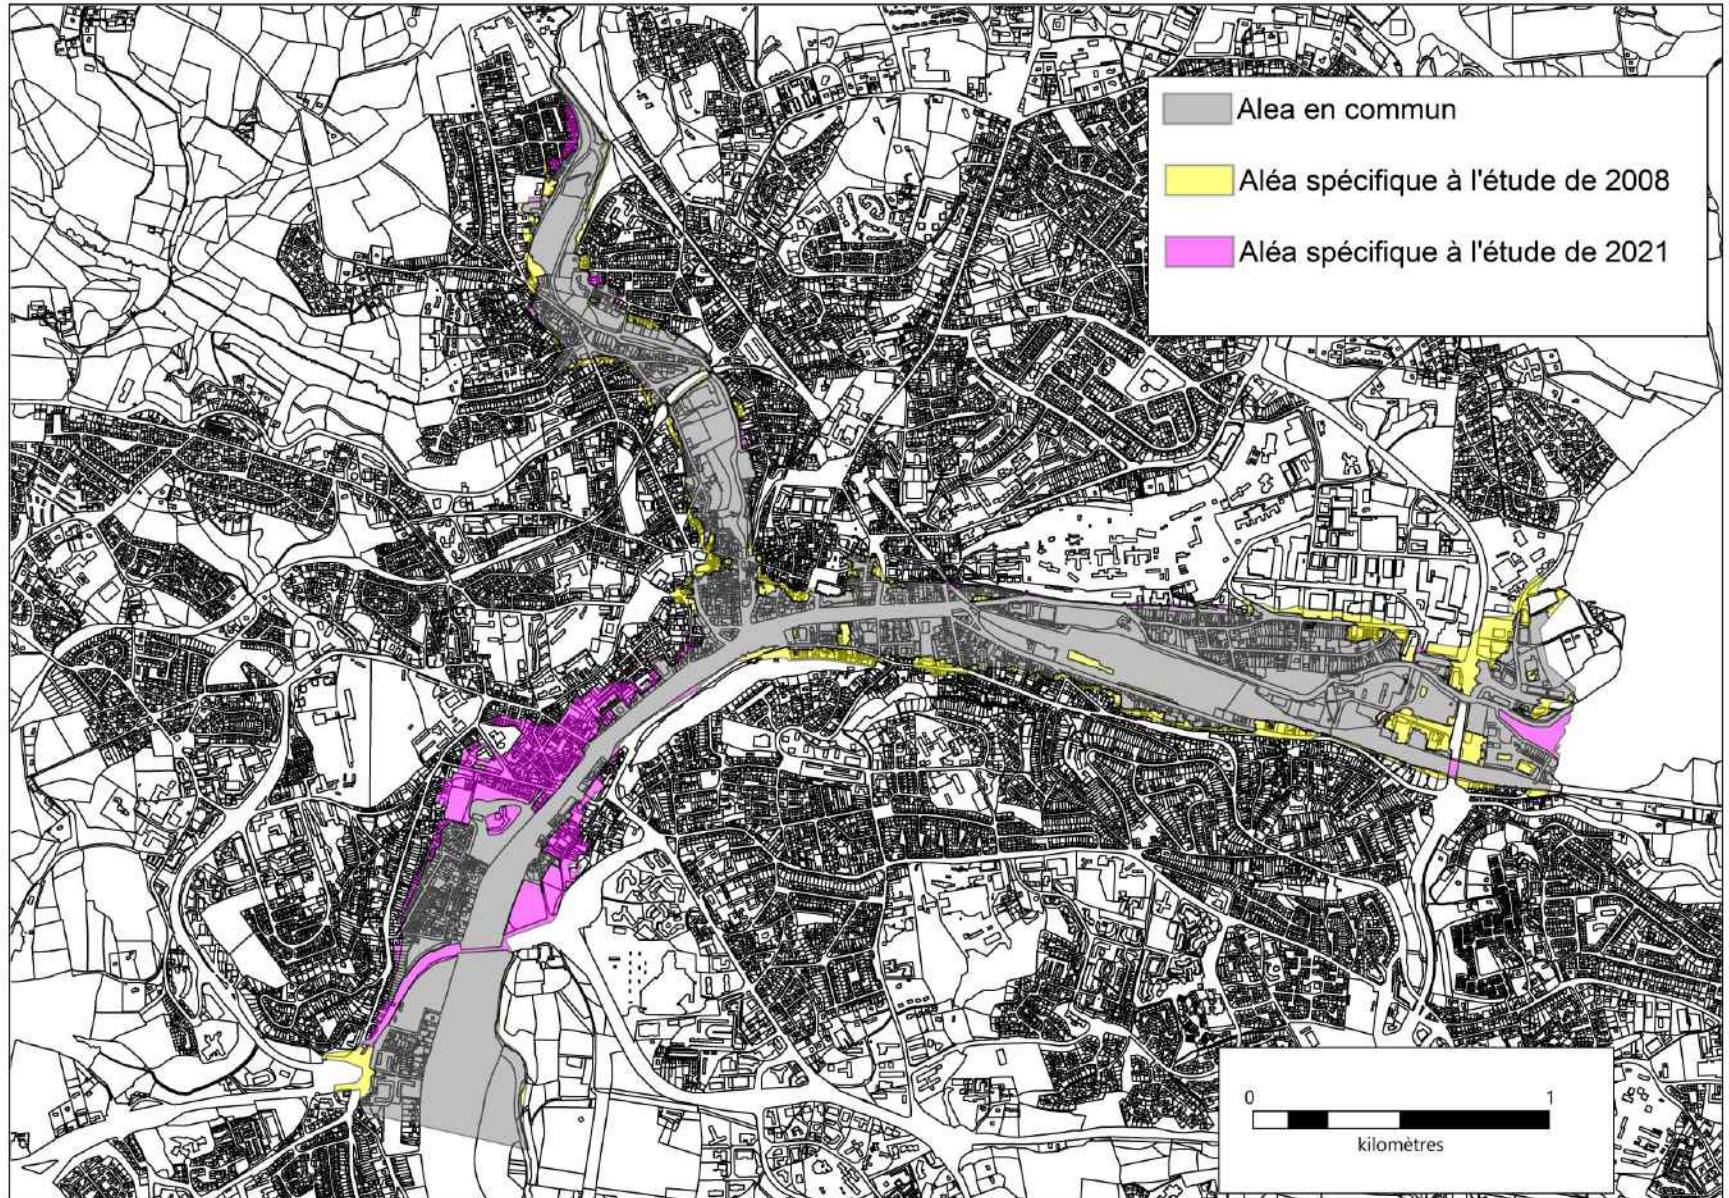 Alea en commun
Aléa spécifique à l'étude de 2008
Aléa spécifique à l'étude de 2021
0 1
kilomètres